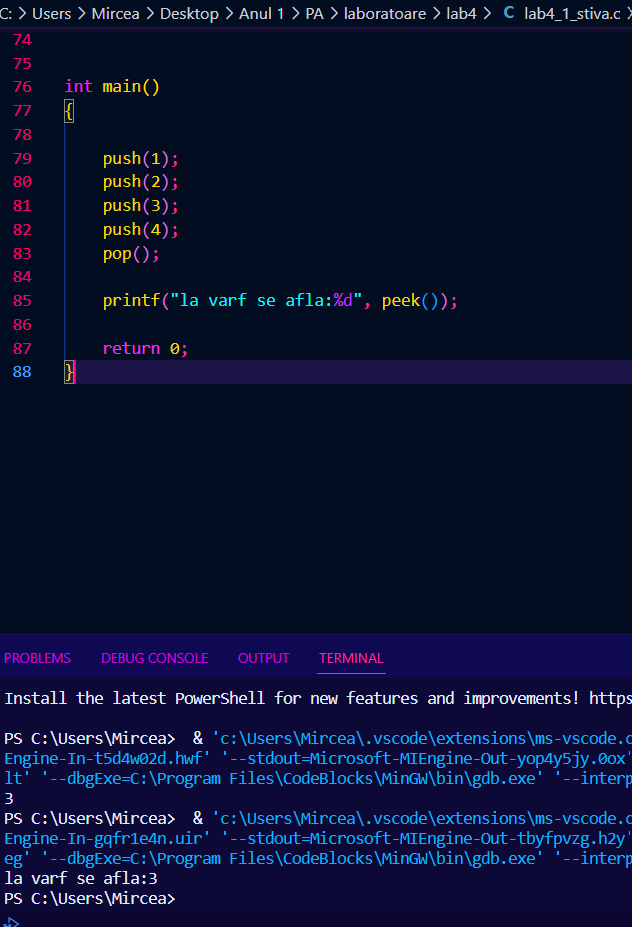 C: > Users > Mircea > Desktop > Anul 1 > PA > laboratoare > lab4 > C lab4_1_stiva.c >
74
75
76 int main()
77 {
78
79 push(1);
80 push(2);
81 push(3);
82 push(4);
83 pop();
84
85 printf("la varf se afla:%d", peek());
86
87 return 0;
88 }
PROBLEMS DEBUG CONSOLE OUTPUT TERMINAL
Install the latest PowerShell for new features and improvements! https
PS C:\Users\Mircea>  & 'c:\Users\Mircea\.vscode\extensions\ms-vscode.c
Engine-In-t5d4w02d.hwf' '--stdout=Microsoft-MIEngine-Out-yop4y5jy.0ox'
lt' '--dbgExe=C:\Program Files\CodeBlocks\MinGW\bin\gdb.exe' '--interp
3
PS C:\Users\Mircea>  & 'c:\Users\Mircea\.vscode\extensions\ms-vscode.c
Engine-In-gqfr1e4n.uir' '--stdout=Microsoft-MIEngine-Out-tbyfpvzg.h2y'
eg' '--dbgExe=C:\Program Files\CodeBlocks\MinGW\bin\gdb.exe' '--interp
la varf se afla:3
PS C:\Users\Mircea>